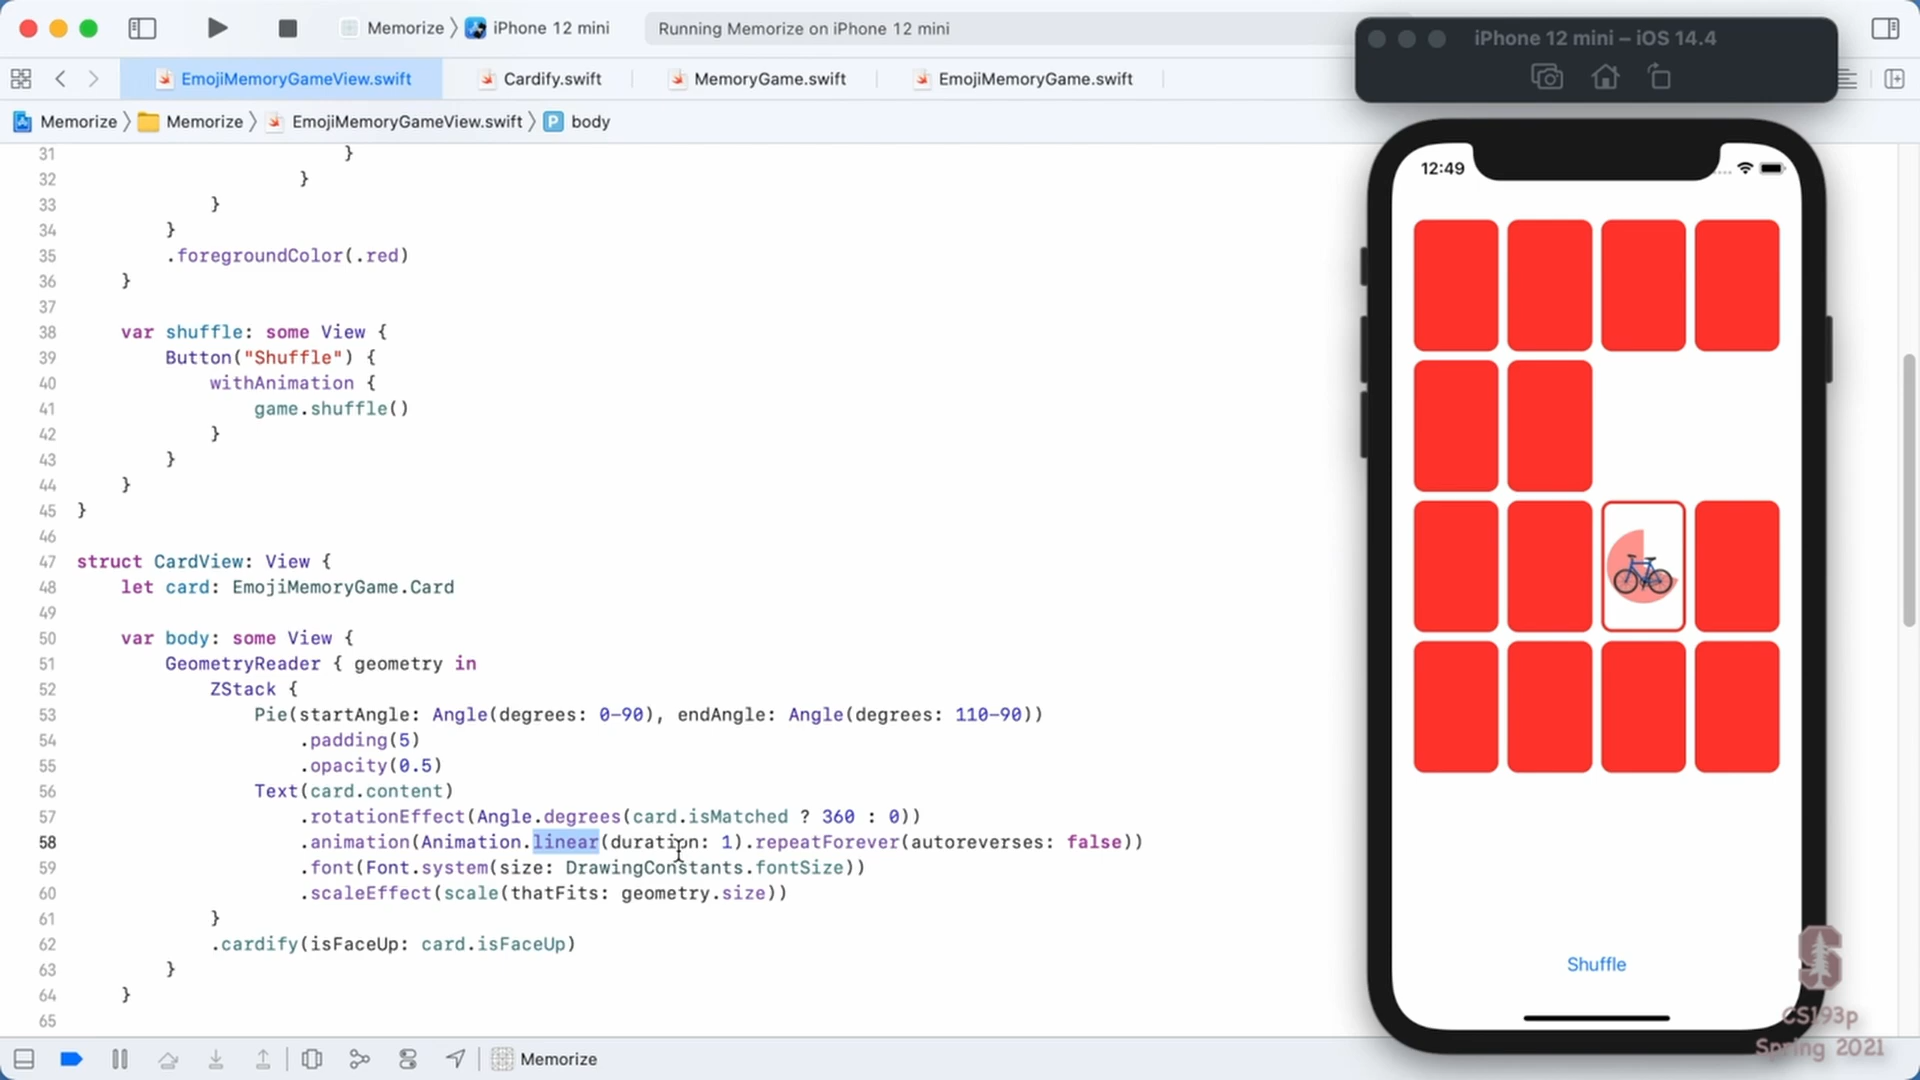 Memorize 〉 iPhone 12 mini
Running Memorize on iPhone 12 mini
iPhone 12 mini – iOS 14.4
EmojiMemoryGameView.swift
Cardify.swift
MemoryGame.swift
EmojiMemoryGame.swift
Memorize 〉 Memorize 〉 EmojiMemoryGameView.swift 〉 P body
31 }
32 }
33 }
34 }
35 .foregroundColor(.red)
36 }
37
38 var shuffle: some View {
39 Button("Shuffle") {
40 withAnimation {
41 game.shuffle()
42 }
43 }
44 }
45 }
46
47 struct CardView: View {
48 let card: EmojiMemoryGame.Card
49
50 var body: some View {
51 GeometryReader { geometry in
52 ZStack {
53 Pie(startAngle: Angle(degrees: 0-90), endAngle: Angle(degrees: 110-90))
54 .padding(5)
55 .opacity(0.5)
56 Text(card.content)
57 .rotationEffect(Angle.degrees(card.isMatched ? 360 : 0))
58 .animation(Animation.linear(duration: 1).repeatForever(autoreverses: false))
59 .font(Font.system(size: DrawingConstants.fontSize))
60 .scaleEffect(scale(thatFits: geometry.size))
61 }
62 .cardify(isFaceUp: card.isFaceUp)
63 }
64 }
65
12:49
Shuffle
S
CS193p
Spring 2021
Memorize